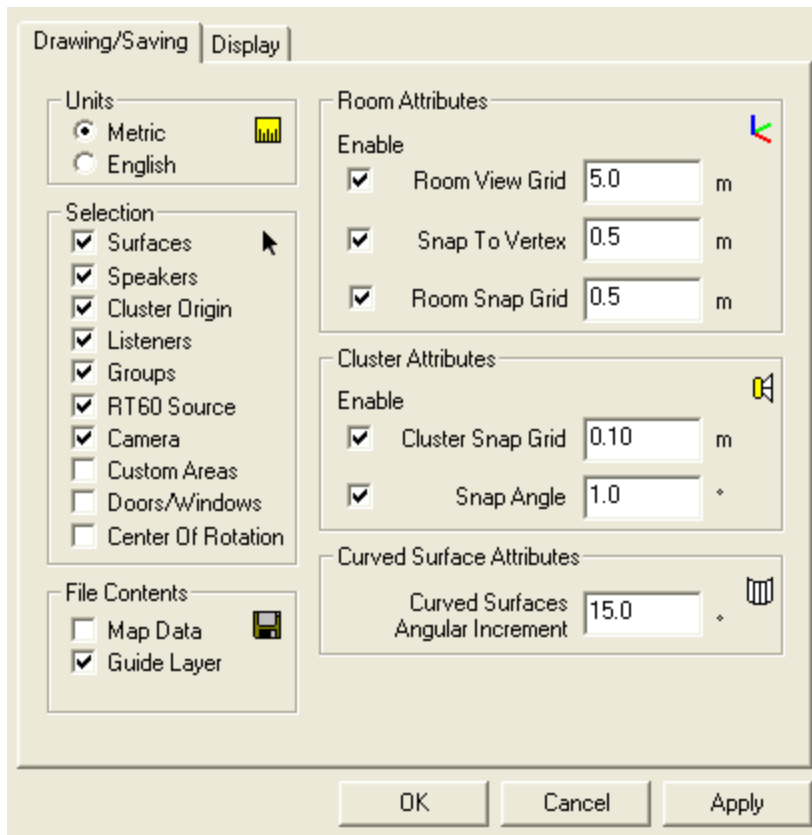 Drawing/Saving
Display
Units
Metric
English
Selection
Surfaces
Speakers
Cluster Origin
Listeners
Groups
RT60 Source
Camera
Custom Areas
Doors/Windows
Center Of Rotation
File Contents
Map Data
Guide Layer
Room Attributes
Enable
Room View Grid 5.0 m
Snap To Vertex 0.5 m
Room Snap Grid 0.5 m
Cluster Attributes
Enable
Cluster Snap Grid 0.10 m
Snap Angle 1.0 °
Curved Surface Attributes
Curved Surfaces
Angular Increment 15.0 °
OK Cancel Apply